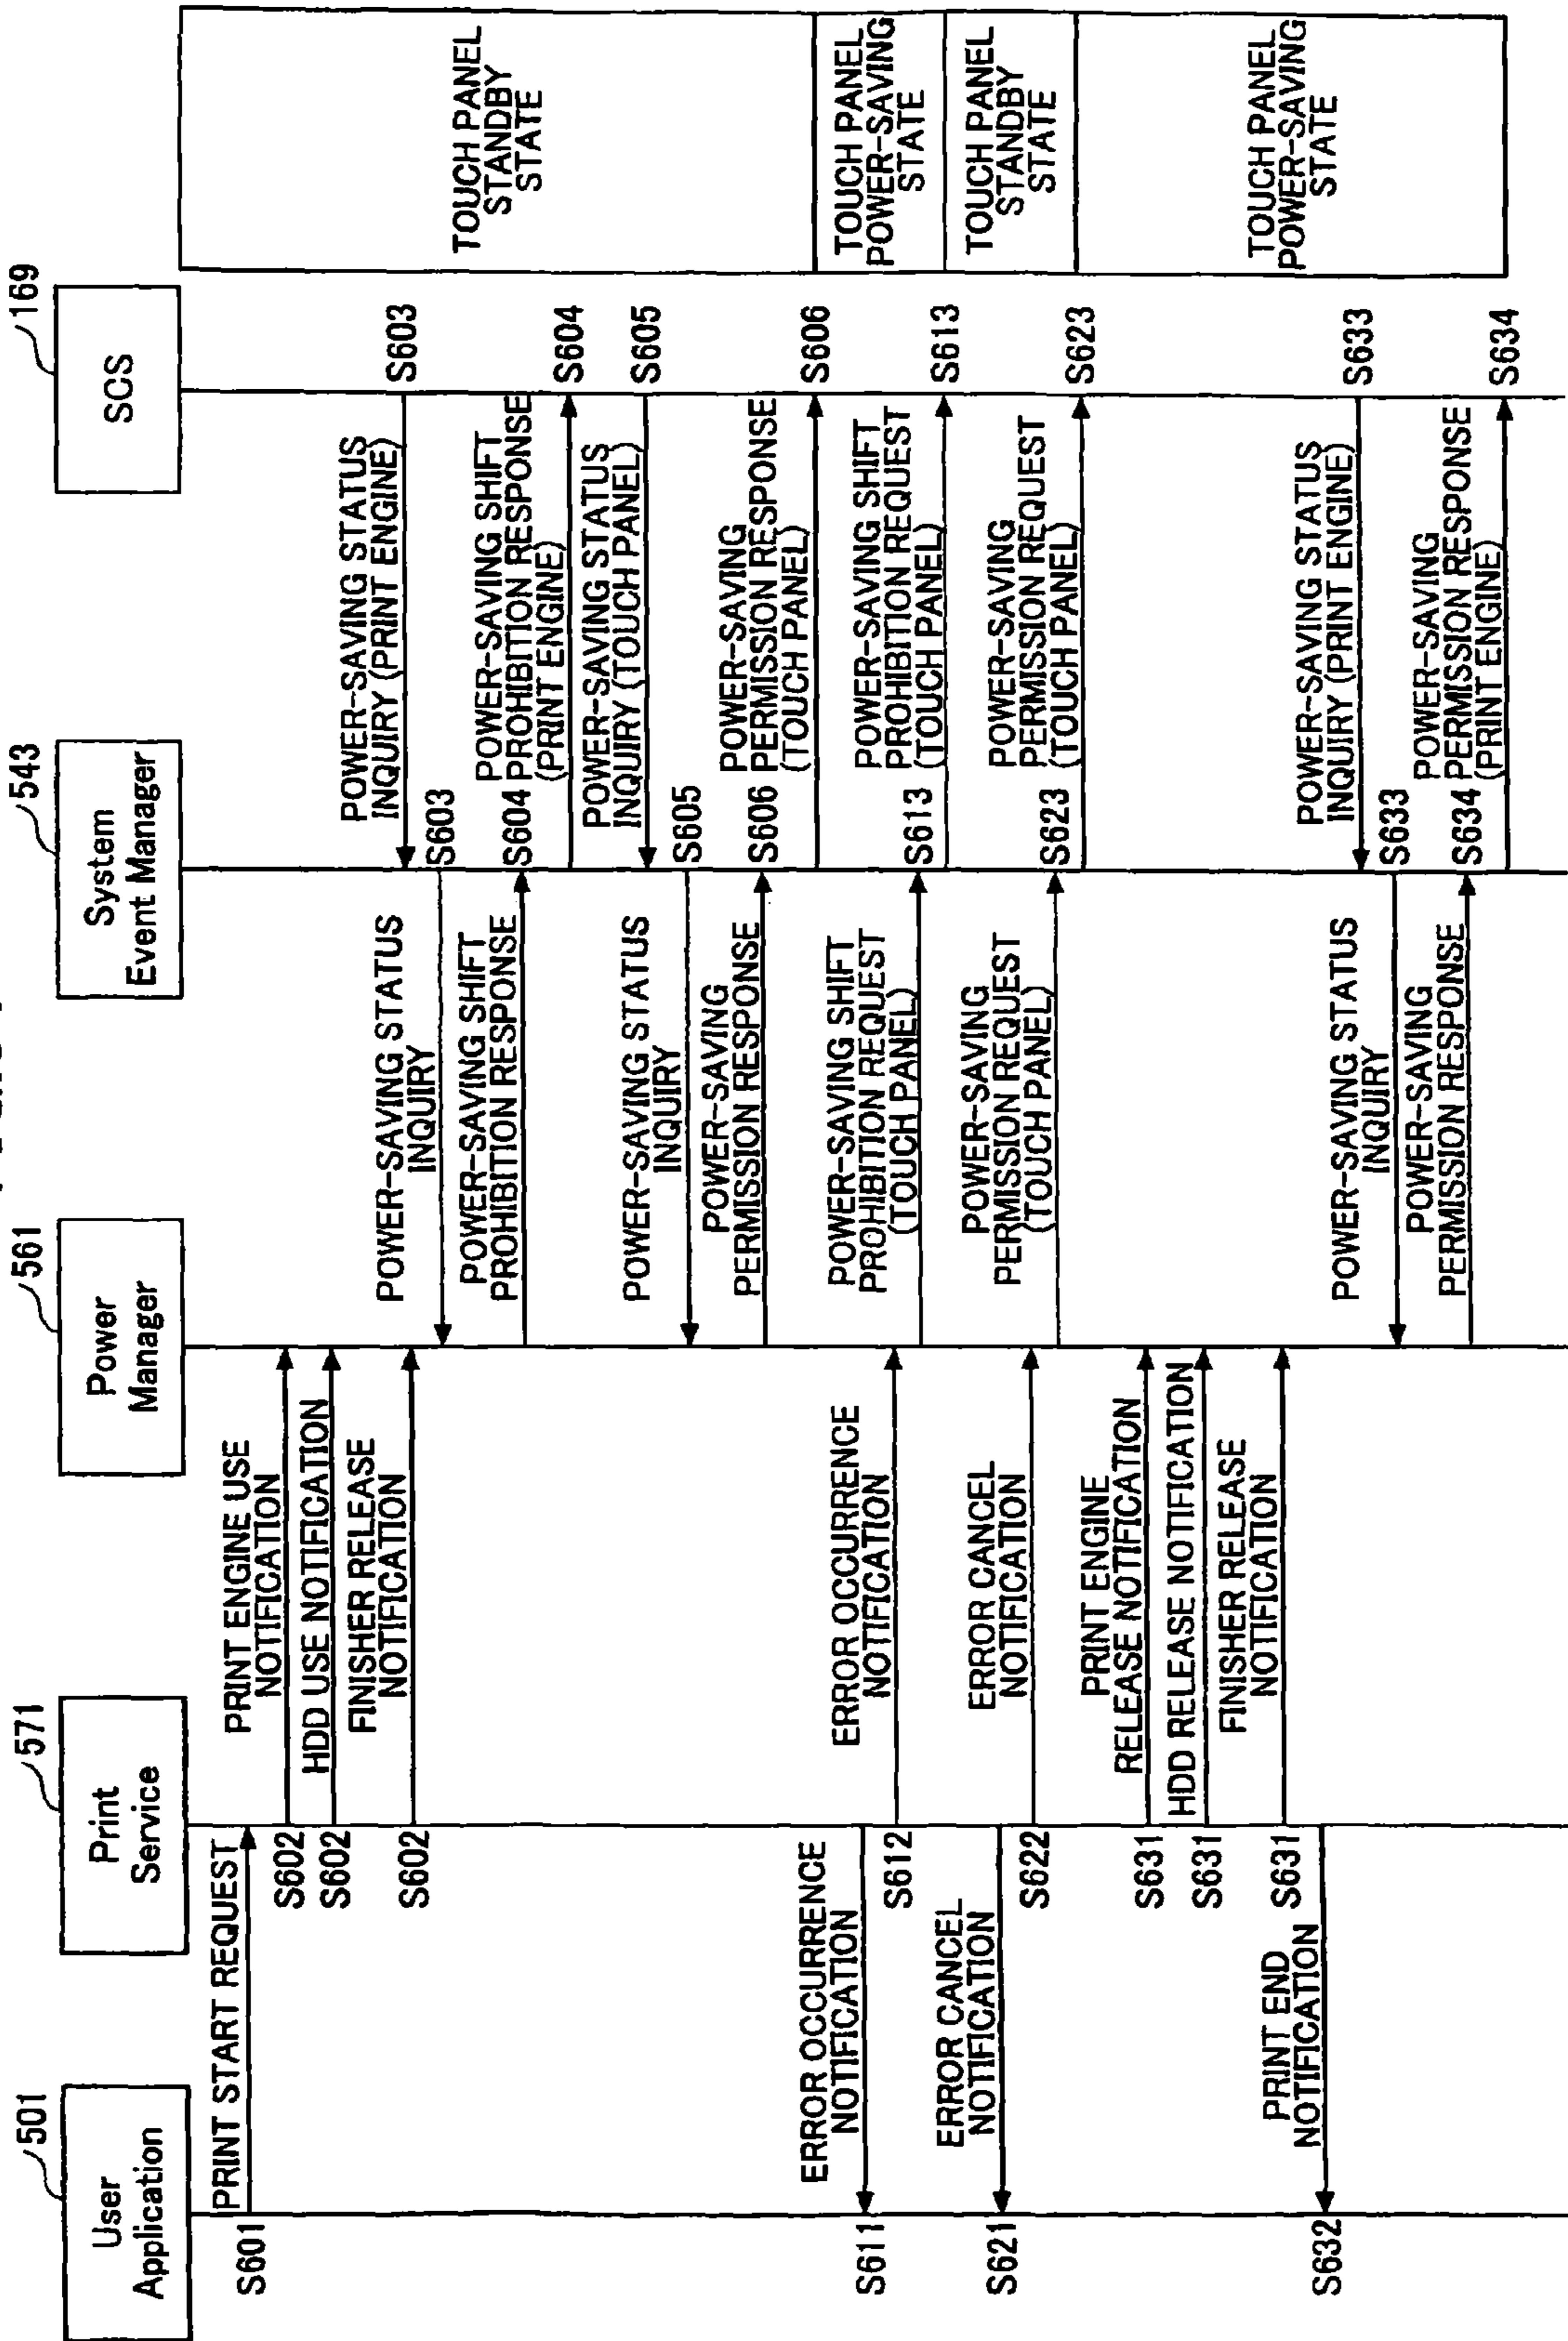 User
Application
501
Print
Service
571
Power
Manager
561
System
Event Manager
543
SCS
169
S601
PRINT START REQUEST
S602
PRINT ENGINE USE
NOTIFICATION
S602
HDD USE NOTIFICATION
S602
FINISHER RELEASE
NOTIFICATION
POWER-SAVING STATUS
INQUIRY (PRINT ENGINE)
S603
POWER-SAVING STATUS
INQUIRY
S603
POWER-SAVING SHIFT
PROHIBITION RESPONSE
S604
POWER-SAVING SHIFT
PROHIBITION RESPONSE
(PRINT ENGINE)
S604
POWER-SAVING STATUS
INQUIRY (TOUCH PANEL)
S605
POWER-SAVING STATUS
INQUIRY
S605
POWER-SAVING
PERMISSION RESPONSE
S606
POWER-SAVING
PERMISSION RESPONSE
(TOUCH PANEL)
S606
S611
ERROR OCCURRENCE
NOTIFICATION
S612
ERROR OCCURRENCE
NOTIFICATION
POWER-SAVING SHIFT
PROHIBITION REQUEST
(TOUCH PANEL)
S613
POWER-SAVING SHIFT
PROHIBITION REQUEST
(TOUCH PANEL)
S613
S621
ERROR CANCEL
NOTIFICATION
S622
ERROR CANCEL
NOTIFICATION
POWER-SAVING
PERMISSION REQUEST
(TOUCH PANEL)
S623
POWER-SAVING
PERMISSION REQUEST
(TOUCH PANEL)
S623
S631
PRINT ENGINE
RELEASE NOTIFICATION
S631
HDD RELEASE NOTIFICATION
S631
FINISHER RELEASE
NOTIFICATION
S632
PRINT END
NOTIFICATION
POWER-SAVING STATUS
INQUIRY (PRINT ENGINE)
S633
POWER-SAVING STATUS
INQUIRY
S633
POWER-SAVING
PERMISSION RESPONSE
S634
POWER-SAVING
PERMISSION RESPONSE
(PRINT ENGINE)
S634
TOUCH PANEL
STANDBY
STATE
TOUCH PANEL
POWER-SAVING
STATE
TOUCH PANEL
STANDBY
STATE
TOUCH PANEL
POWER-SAVING
STATE